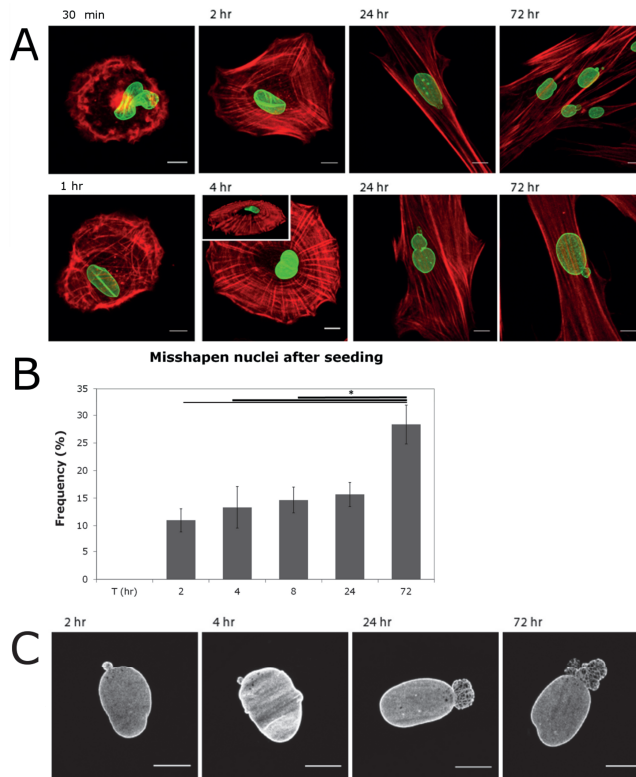 A
30 min
2 hr
24 hr
72 hr
1 hr
4 hr
24 hr
72 hr
B
Misshapen nuclei after seeding
Frequency (%)
35
30
25
20
15
10
5
0
*
T (hr)
2
4
8
24
72
C
2 hr
4 hr
24 hr
72 hr